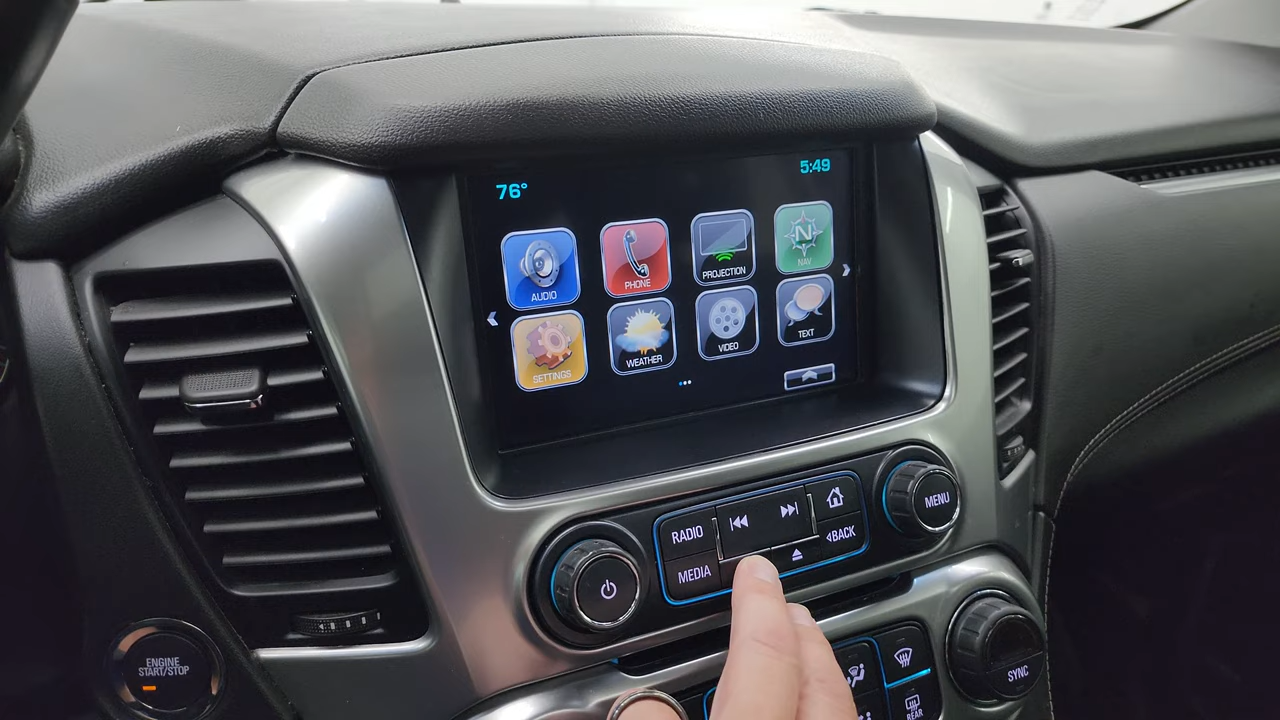 76°
5:49
AUDIO
PHONE
PROJECTION
N
NAV
SETTINGS
WEATHER
VIDEO
TEXT
RADIO
MEDIA
BACK
MENU
ENGINE
START/STOP
SYNC
REAR